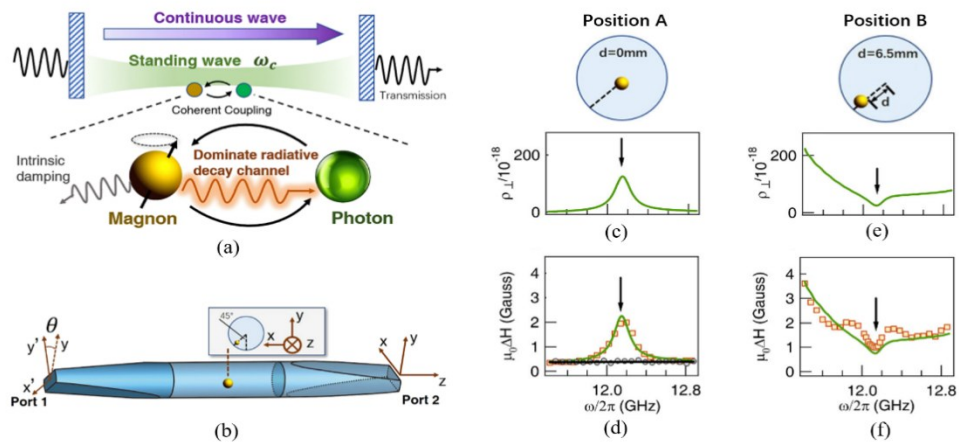 Continuous wave
Standing wave ω_c
Transmission
Coherent Coupling
Intrinsic
damping
Dominate radiative
decay channel
Magnon
Photon
(a)
θ
y'
y
x'
Port 1
45°
x
y
z
x
y
z
Port 2
(b)
Position A
d=0mm
ρ⊥/10⁻¹⁸
200
0
(c)
μ₀ΔH (Gauss)
4
3
2
1
0
12.0
12.8
ω/2π (GHz)
(d)
Position B
d=6.5mm
d
ρ⊥/10⁻¹⁸
200
0
(e)
μ₀ΔH (Gauss)
4
3
2
1
0
12.0
12.8
ω/2π (GHz)
(f)